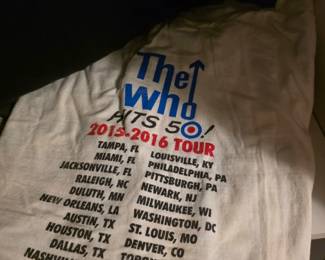 The
Who
HITS 50!
2015-2016 TOUR
TAMPA, FL
MIAMI, FL
JACKSONVILLE, FL
RALEIGH, NC
DULUTH, MN
NEW ORLEANS, LA
AUSTIN, TX
HOUSTON, TX
DALLAS, TX
NASHVILLE
LOUISVILLE, KY
PHILADELPHIA, PA
PITTSBURGH, PA
NEWARK, NJ
MILWAUKEE, WI
WASHINGTON, DC
ST. LOUIS, MO
DENVER, CO